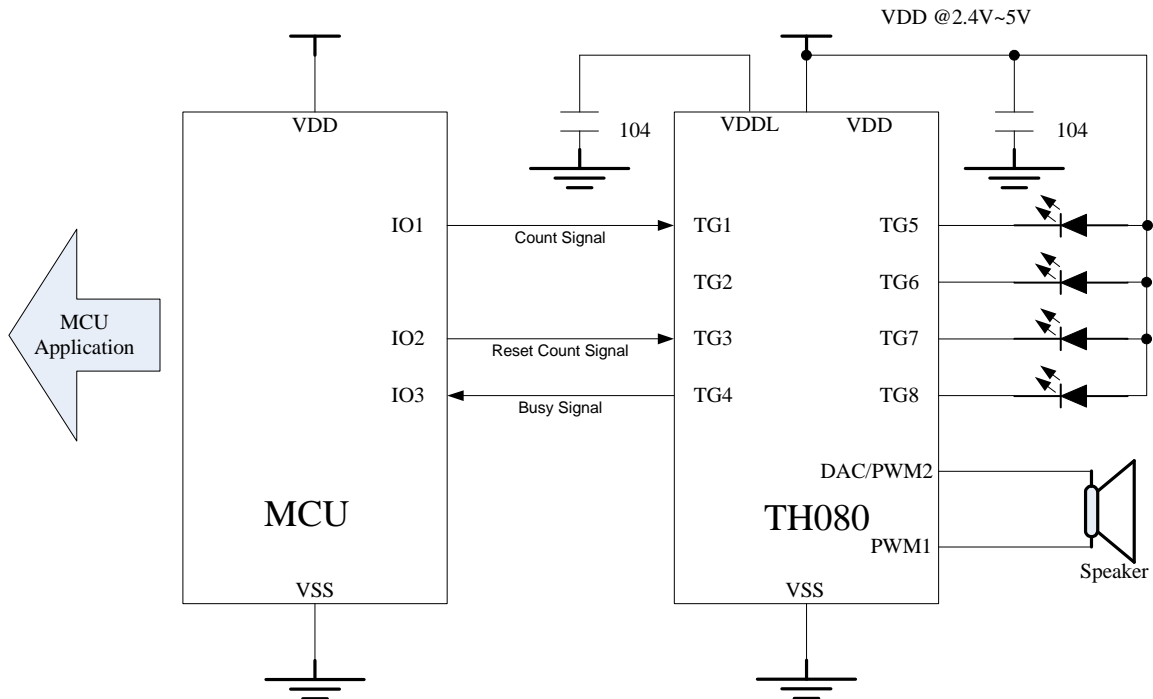 VDD @2.4V~5V
VDD
104
VDDL
VDD
104
IO1
Count Signal
TG1
TG5
TG2
TG6
MCU
Application
IO2
Reset Count Signal
TG3
TG7
IO3
Busy Signal
TG4
TG8
DAC/PWM2
MCU
TH080
PWM1
Speaker
VSS
VSS